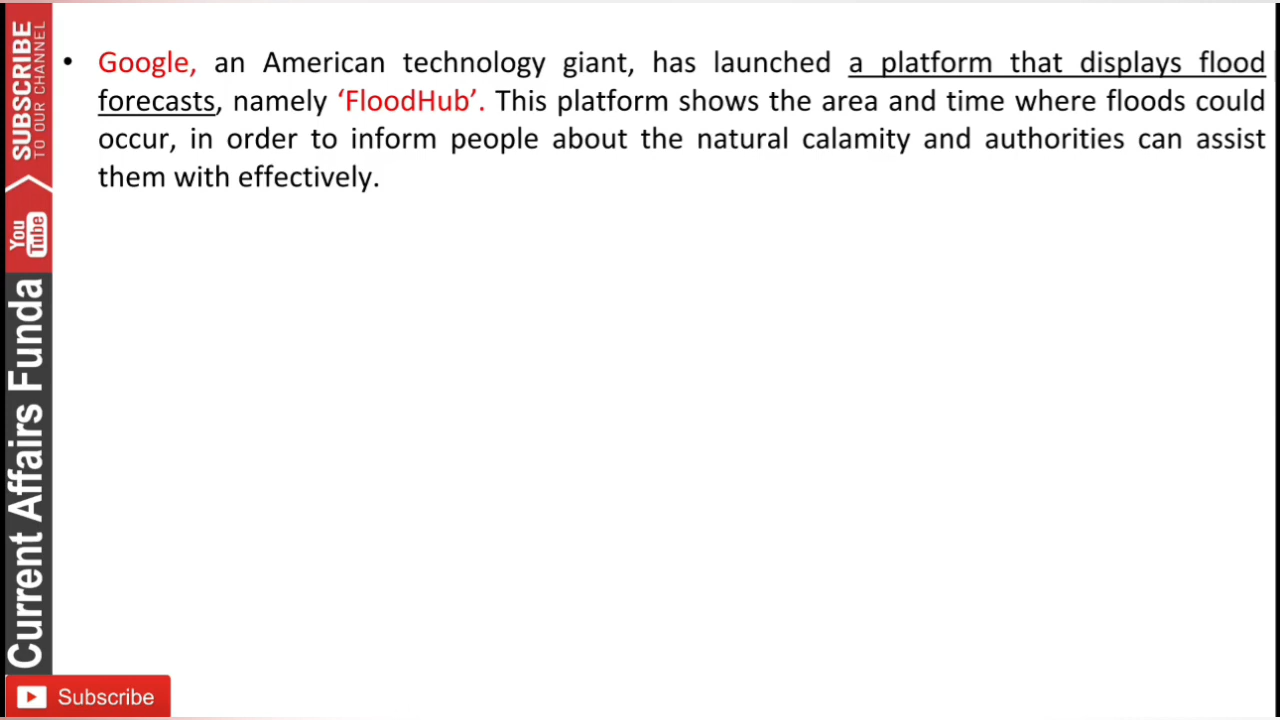 SUBSCRIBE
TO OUR CHANNEL
You
Tube
Current Affairs Funda
• Google, an American technology giant, has launched a platform that displays flood
forecasts, namely ‘FloodHub’. This platform shows the area and time where floods could
occur, in order to inform people about the natural calamity and authorities can assist
them with effectively.
Subscribe